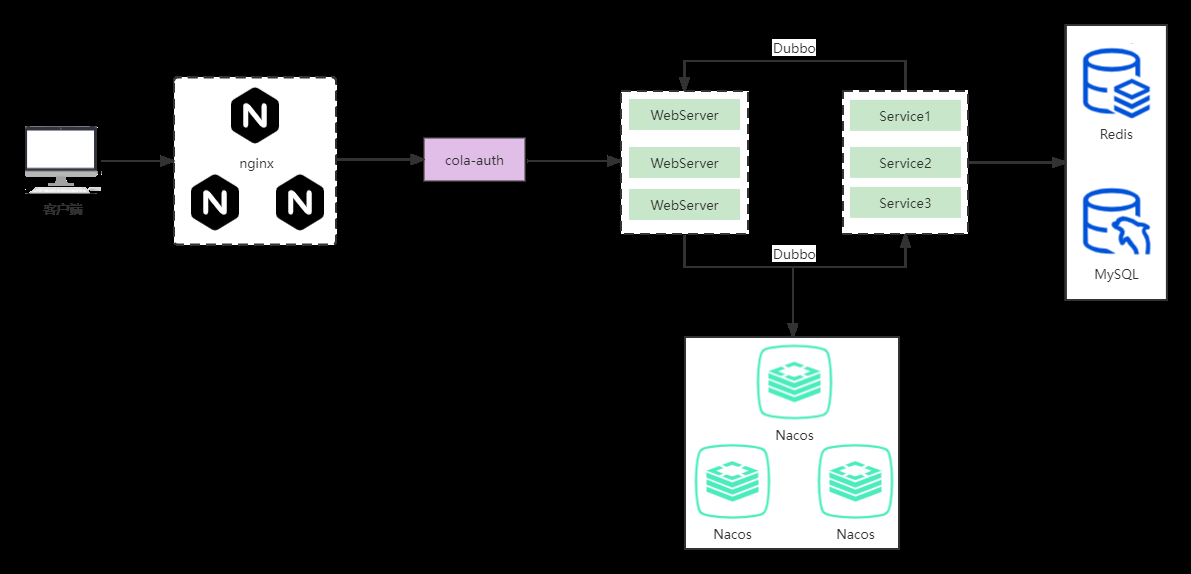 客户端
nginx
cola-auth
WebServer
WebServer
WebServer
Dubbo
Dubbo
Service1
Service2
Service3
Redis
MySQL
Nacos
Nacos
Nacos